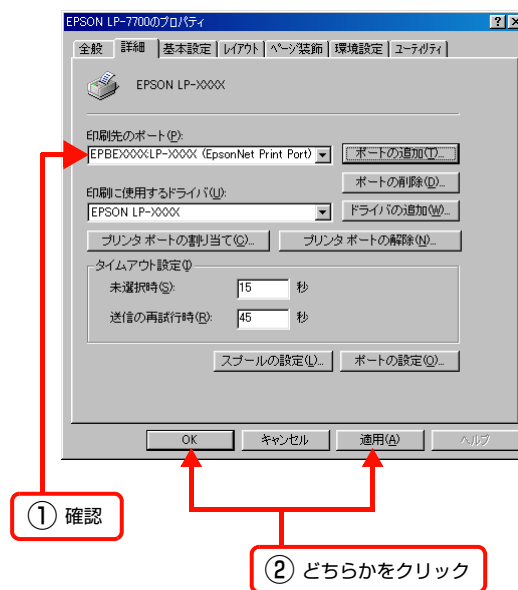 EPSON LP-7700のプロパティ
全般 詳細 基本設定 レイアウト ページ装飾 環境設定 ユーティリティ
EPSON LP-XXXX
印刷先のポート(P):
EPBEXXXX:LP-XXXX (EpsonNet Print Port)
ポートの追加(T)...
ポートの削除(D)...
印刷に使用するドライバ(U):
EPSON LP-XXXX
ドライバの追加(W)...
プリンタ ポートの割り当て(C)... プリンタ ポートの解除(N)...
タイムアウト設定(I)
未選択時(S): 15 秒
送信の再試行時(R): 45 秒
スプールの設定(L)... ポートの設定(O)...
OK キャンセル 適用(A) ヘルプ
① 確認
② どちらかをクリック